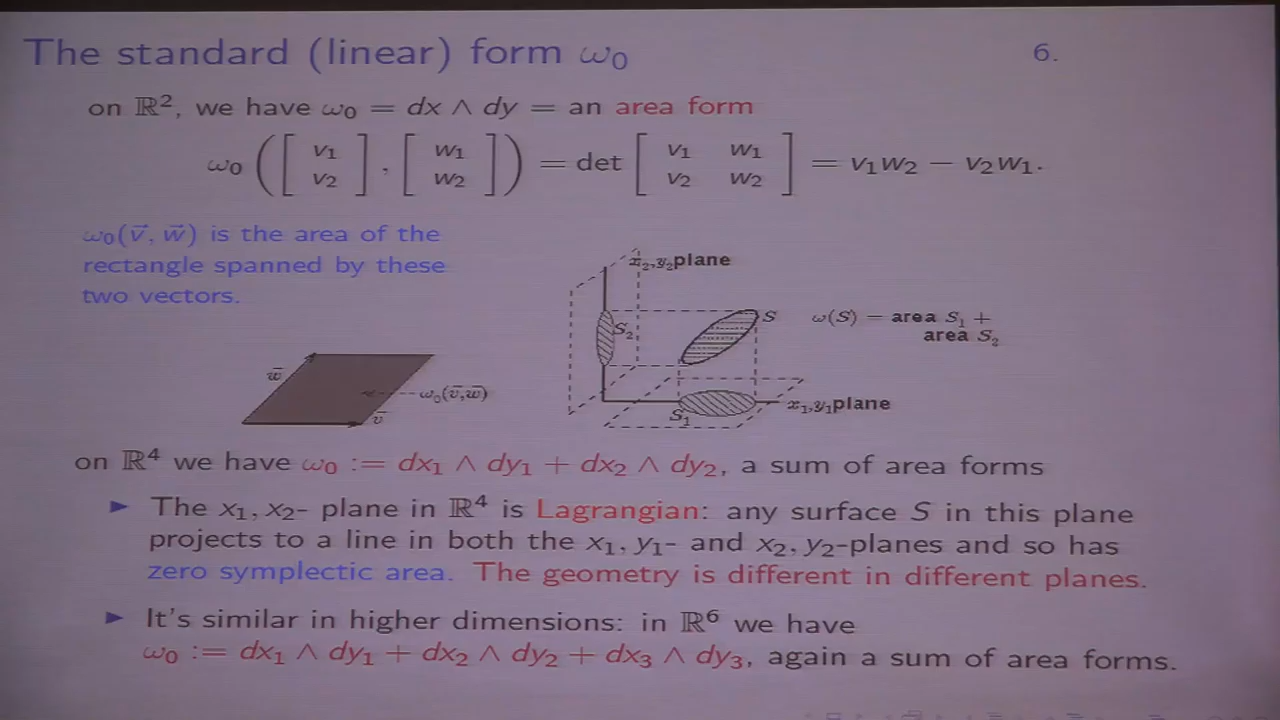 The standard (linear) form ω₀
6.
on ℝ², we have ω₀ = dx ∧ dy = an area form
ω₀ ( [ v₁ v₂ ] , [ w₁ w₂ ] ) = det [ v₁ w₁ v₂ w₂ ] = v₁w₂ − v₂w₁.
ω₀(v⃗, w⃗) is the area of the
rectangle spanned by these
two vectors.
x₂,y₂plane
S
S₂
ω(S) = area S₁ +
area S₂
w⃗
ω₀(v⃗,w⃗)
v⃗
S₁
x₁,y₁plane
on ℝ⁴ we have ω₀ := dx₁ ∧ dy₁ + dx₂ ∧ dy₂, a sum of area forms
▶ The x₁, x₂- plane in ℝ⁴ is Lagrangian: any surface S in this plane
projects to a line in both the x₁, y₁- and x₂, y₂-planes and so has
zero symplectic area. The geometry is different in different planes.
▶ It's similar in higher dimensions: in ℝ⁶ we have
ω₀ := dx₁ ∧ dy₁ + dx₂ ∧ dy₂ + dx₃ ∧ dy₃, again a sum of area forms.